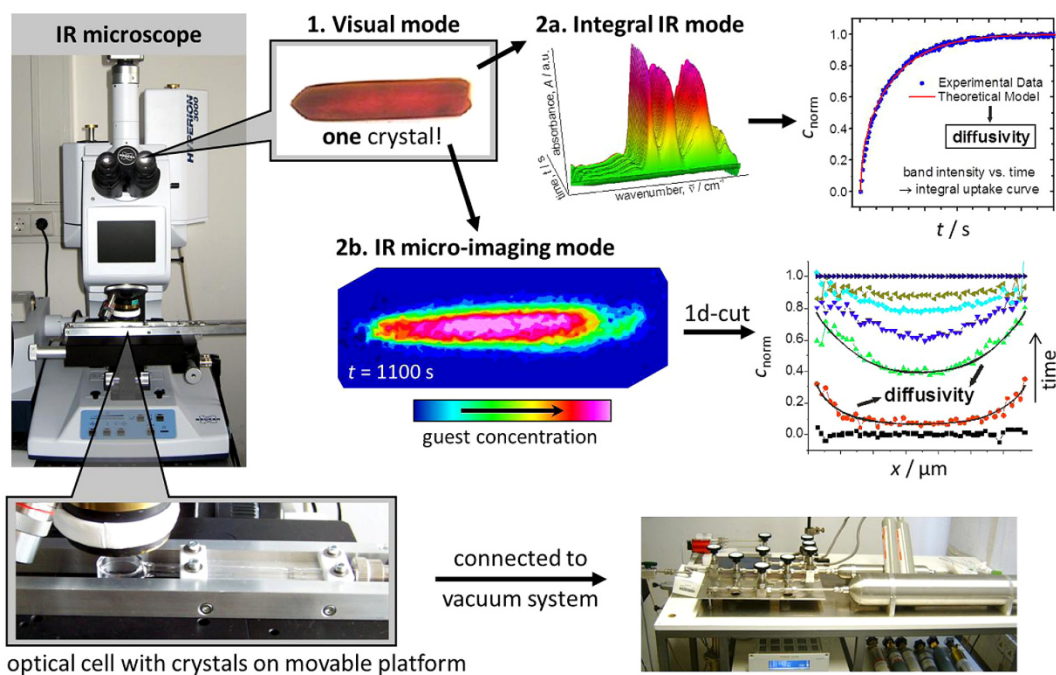 IR microscope
HYPERION
3000
1. Visual mode
one crystal!
2a. Integral IR mode
absorbance, A / a.u.
time, t / s
wavenumber, ṽ / cm⁻¹
c_norm
1.0
0.8
0.6
0.4
0.2
0.0
Experimental Data
Theoretical Model
diffusivity
band intensity vs. time
→ integral uptake curve
t / s
2b. IR micro-imaging mode
t = 1100 s
guest concentration
1d-cut
c_norm
1.0
0.8
0.6
0.4
0.2
0.0
diffusivity
time
x / µm
connected to
vacuum system
optical cell with crystals on movable platform